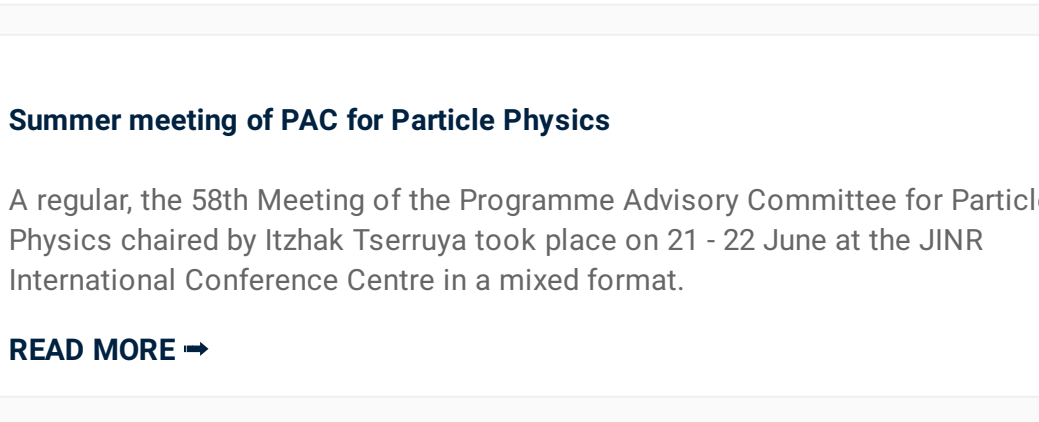 Summer meeting of PAC for Particle Physics
A regular, the 58th Meeting of the Programme Advisory Committee for Particle
Physics chaired by Itzhak Tserruya took place on 21 - 22 June at the JINR
International Conference Centre in a mixed format.
READ MORE ➡